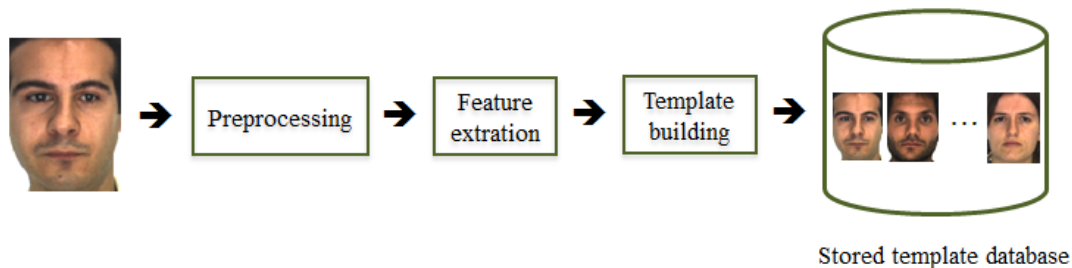 Preprocessing
Feature
extration
Template
building
...
Stored template database